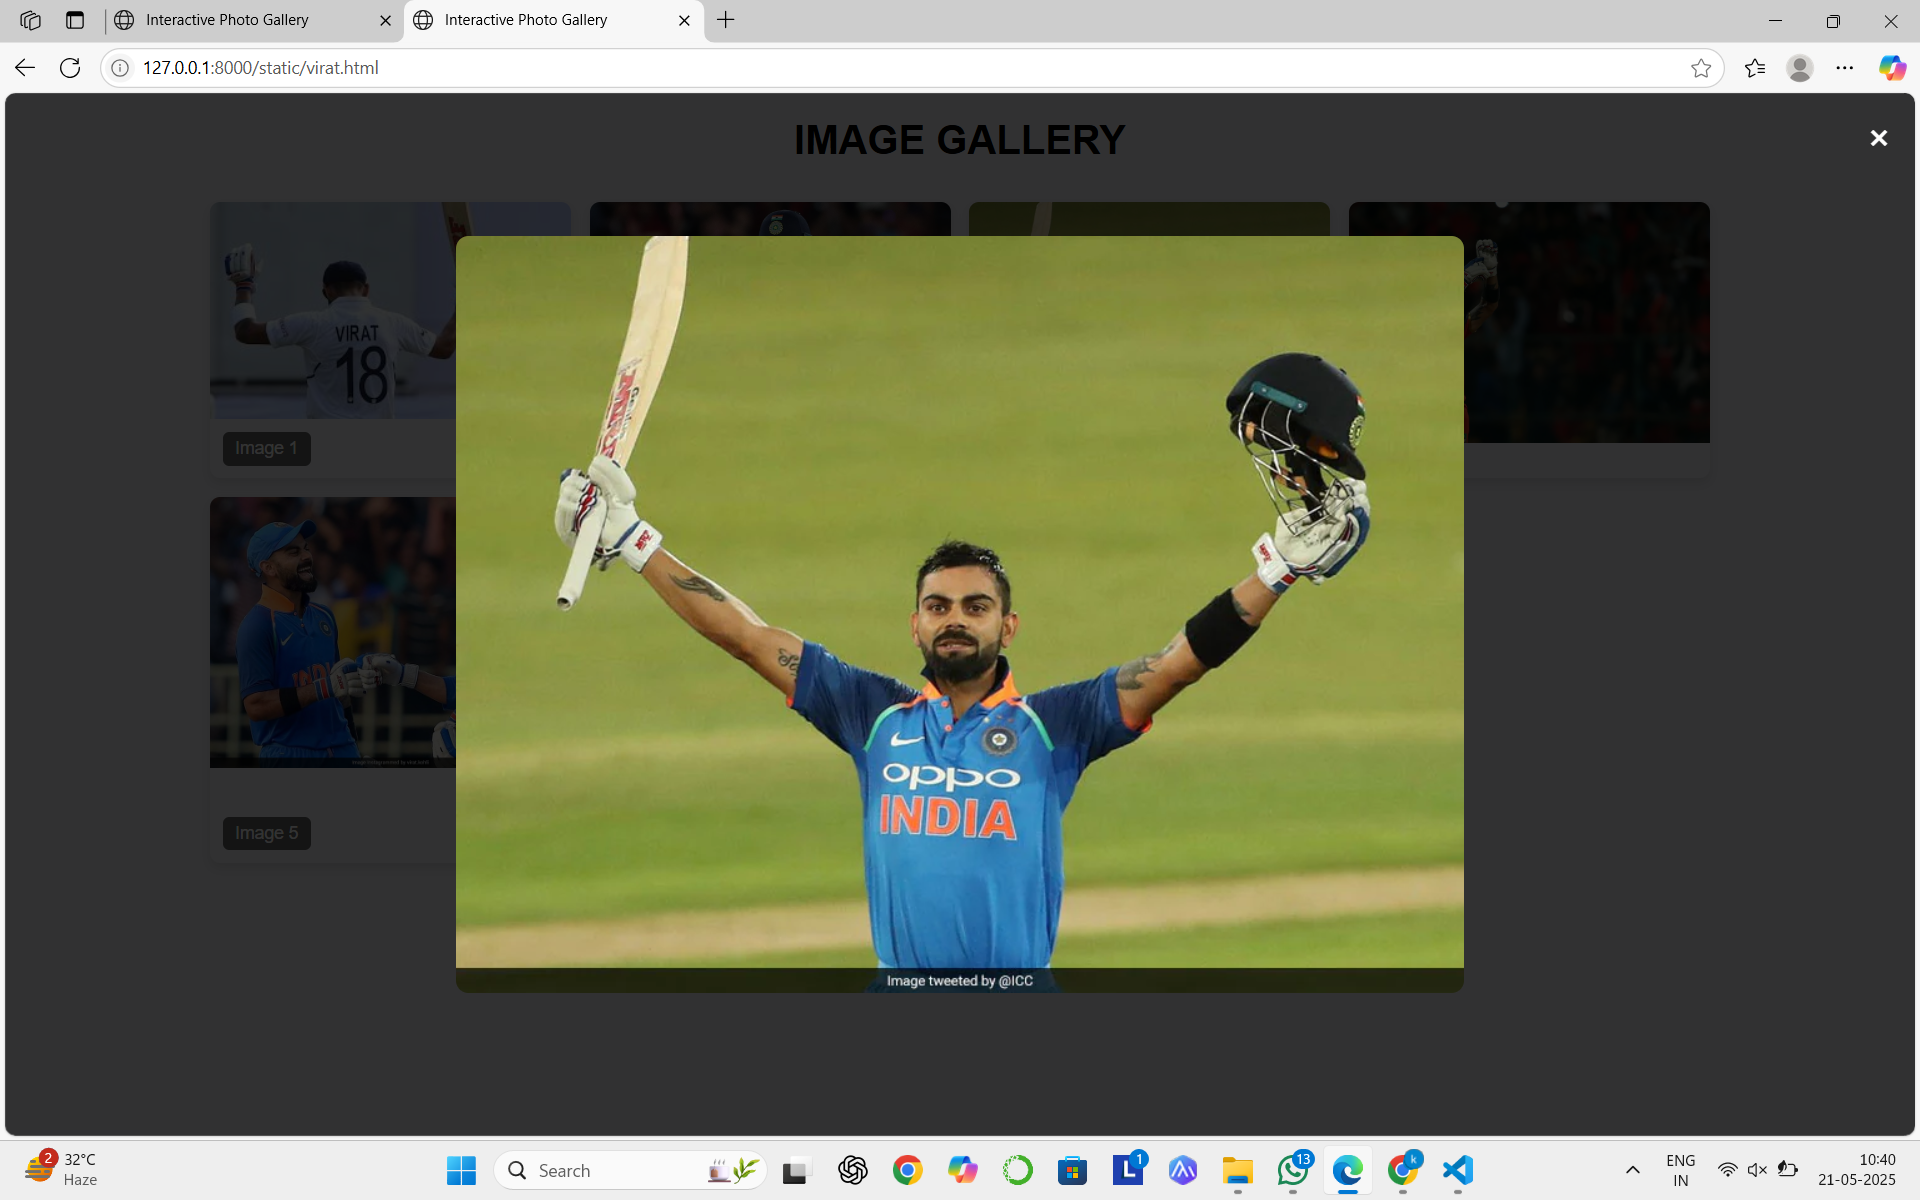 Interactive Photo Gallery
Interactive Photo Gallery
127.0.0.1:8000/static/virat.html
IMAGE GALLERY
VIRAT
18
Image 1
MRF
oppo
INDIA
Image tweeted by @ICC
INDIA
Image 5
2
32°C
Haze
Search
1
13
k
ENG
IN
10:40
21-05-2025